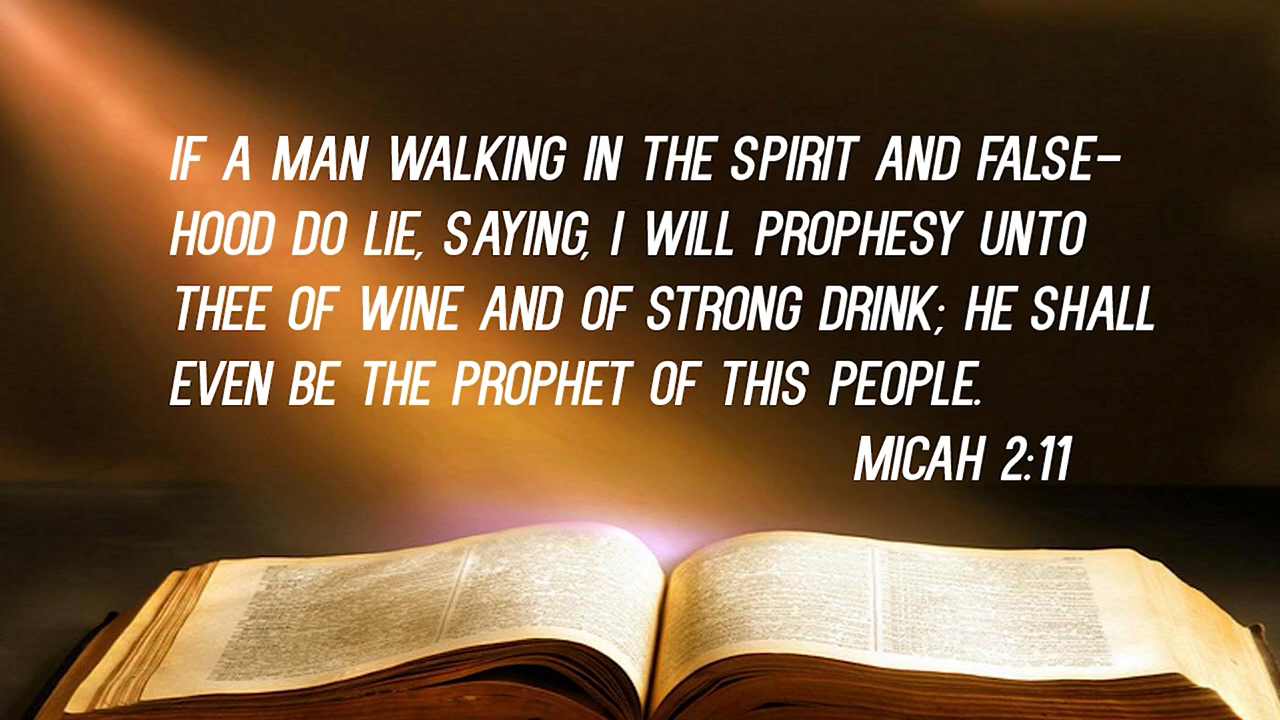 IF A MAN WALKING IN THE SPIRIT AND FALSE-
HOOD DO LIE, SAYING, I WILL PROPHESY UNTO
THEE OF WINE AND OF STRONG DRINK; HE SHALL
EVEN BE THE PROPHET OF THIS PEOPLE.
MICAH 2:11